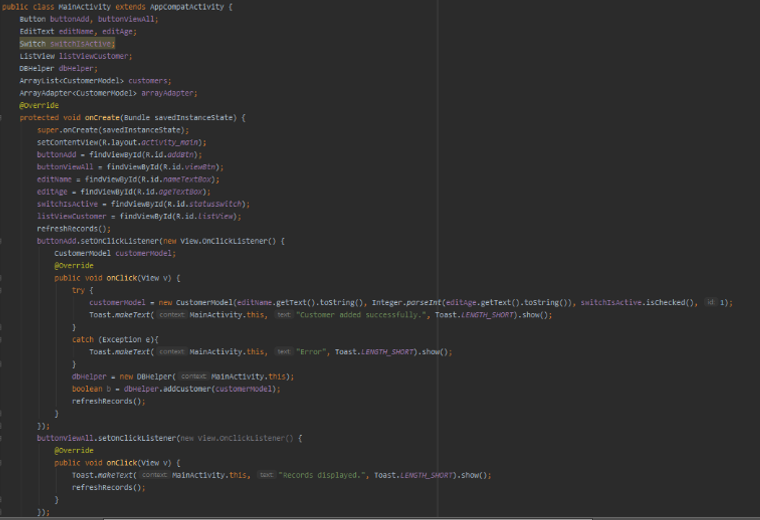 public class MainActivity extends AppCompatActivity {
Button buttonAdd, buttonViewAll;
EditText editName, editAge;
Switch switchIsActive;
ListView listViewCustomer;
DBHelper dbHelper;
ArrayList<CustomerModel> customers;
ArrayAdapter<CustomerModel> arrayAdapter;
@Override
protected void onCreate(Bundle savedInstanceState) {
super.onCreate(savedInstanceState);
setContentView(R.layout.activity_main);
buttonAdd = findViewById(R.id.addBtn);
buttonViewAll = findViewById(R.id.viewBtn);
editName = findViewById(R.id.nameTextBox);
editAge = findViewById(R.id.ageTextBox);
switchIsActive = findViewById(R.id.statusSwitch);
listViewCustomer = findViewById(R.id.listView);
refreshRecords();
buttonAdd.setOnClickListener(new View.OnClickListener() {
CustomerModel customerModel;
@Override
public void onClick(View v) {
try {
customerModel = new CustomerModel(editName.getText().toString(), Integer.parseInt(editAge.getText().toString()), switchIsActive.isChecked(), id: 1);
Toast.makeText( context: MainActivity.this, text: "Customer added successfully.", Toast.LENGTH_SHORT).show();
}
catch (Exception e){
Toast.makeText( context: MainActivity.this, text: "Error", Toast.LENGTH_SHORT).show();
}
dbHelper = new DBHelper( context: MainActivity.this);
boolean b = dbHelper.addCustomer(customerModel);
refreshRecords();
}
});
buttonViewAll.setOnClickListener(new View.OnClickListener() {
@Override
public void onClick(View v) {
Toast.makeText( context: MainActivity.this, text: "Records displayed.", Toast.LENGTH_SHORT).show();
refreshRecords();
}
});